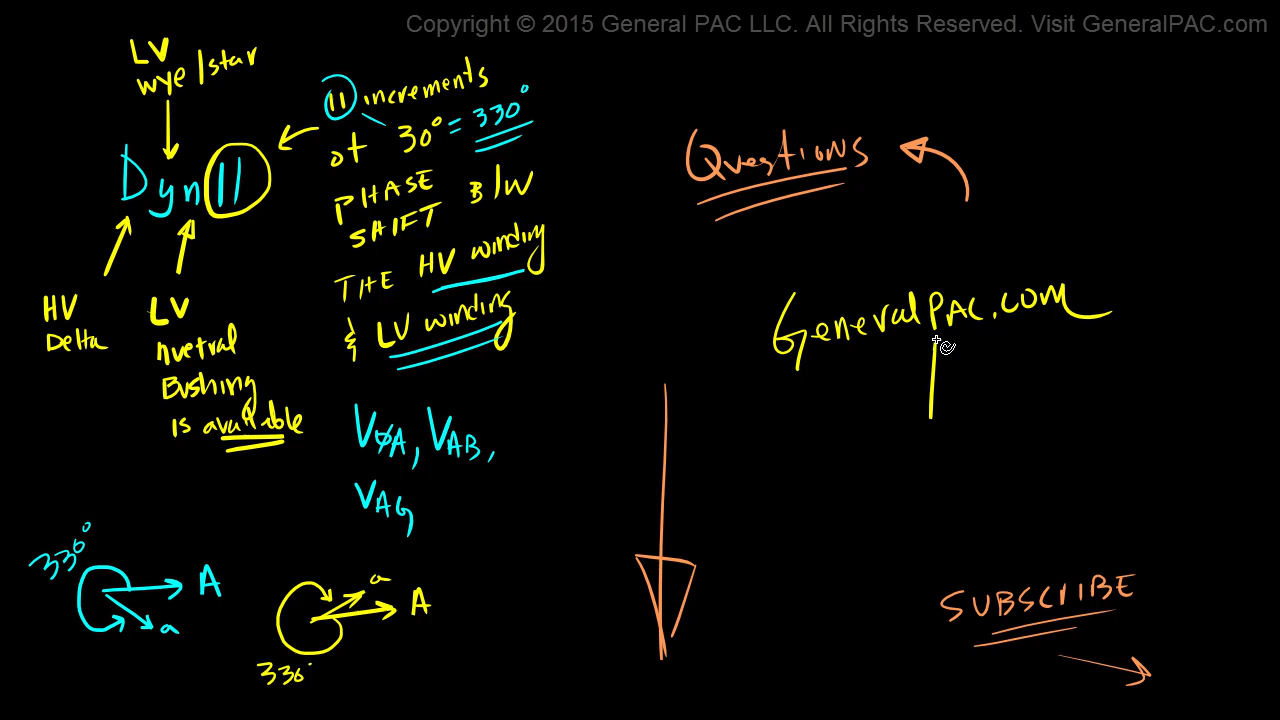 Copyright © 2015 General PAC LLC. All Rights Reserved. Visit GeneralPAC.com
LV
wye/star
Dyn11
HV
Delta
LV
nuetral
Bushing
is available
11 increments
of 30° = 330°
PHASE
SHIFT B/W
THE HV winding
& LV winding
VØA, VAB,
VAG
330°
A
a
a
A
330°
Questions
GeneralPAC.com
SUBSCRIBE